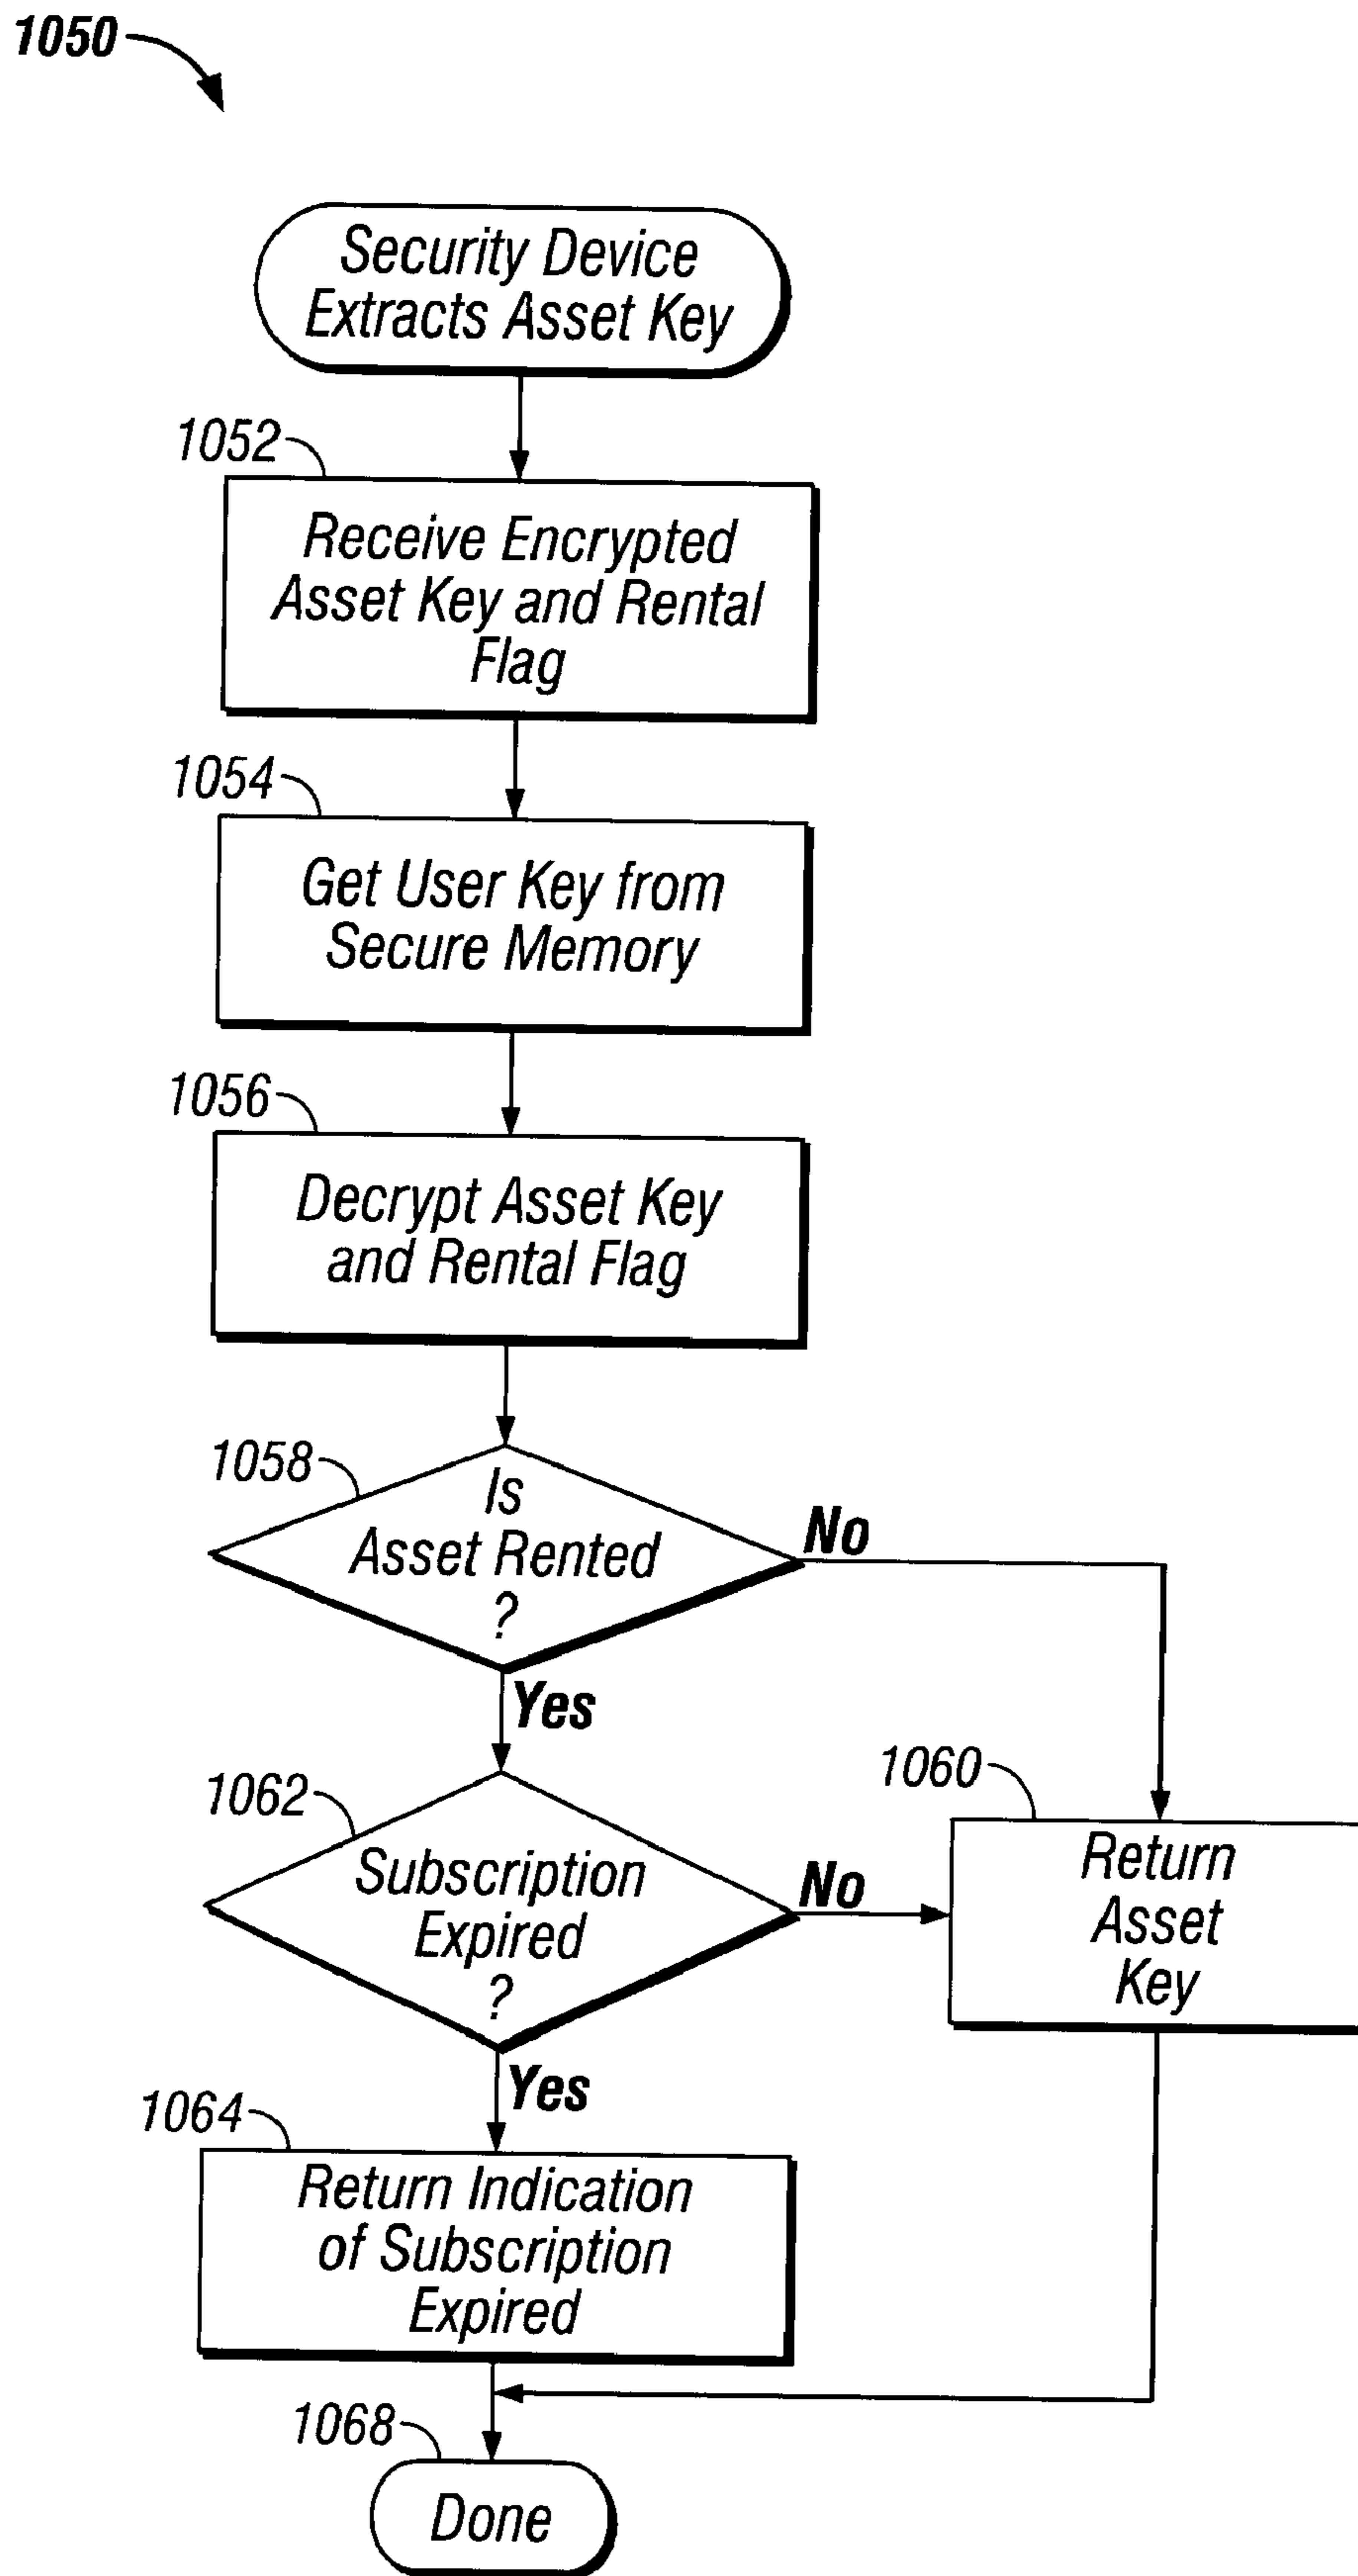 1050
Security Device
Extracts Asset Key
1052
Receive Encrypted
Asset Key and Rental
Flag
1054
Get User Key from
Secure Memory
1056
Decrypt Asset Key
and Rental Flag
1058
Is
Asset Rented
?
No
Yes
1062
Subscription
Expired
?
No
1060
Return
Asset
Key
Yes
1064
Return Indication
of Subscription
Expired
1068
Done